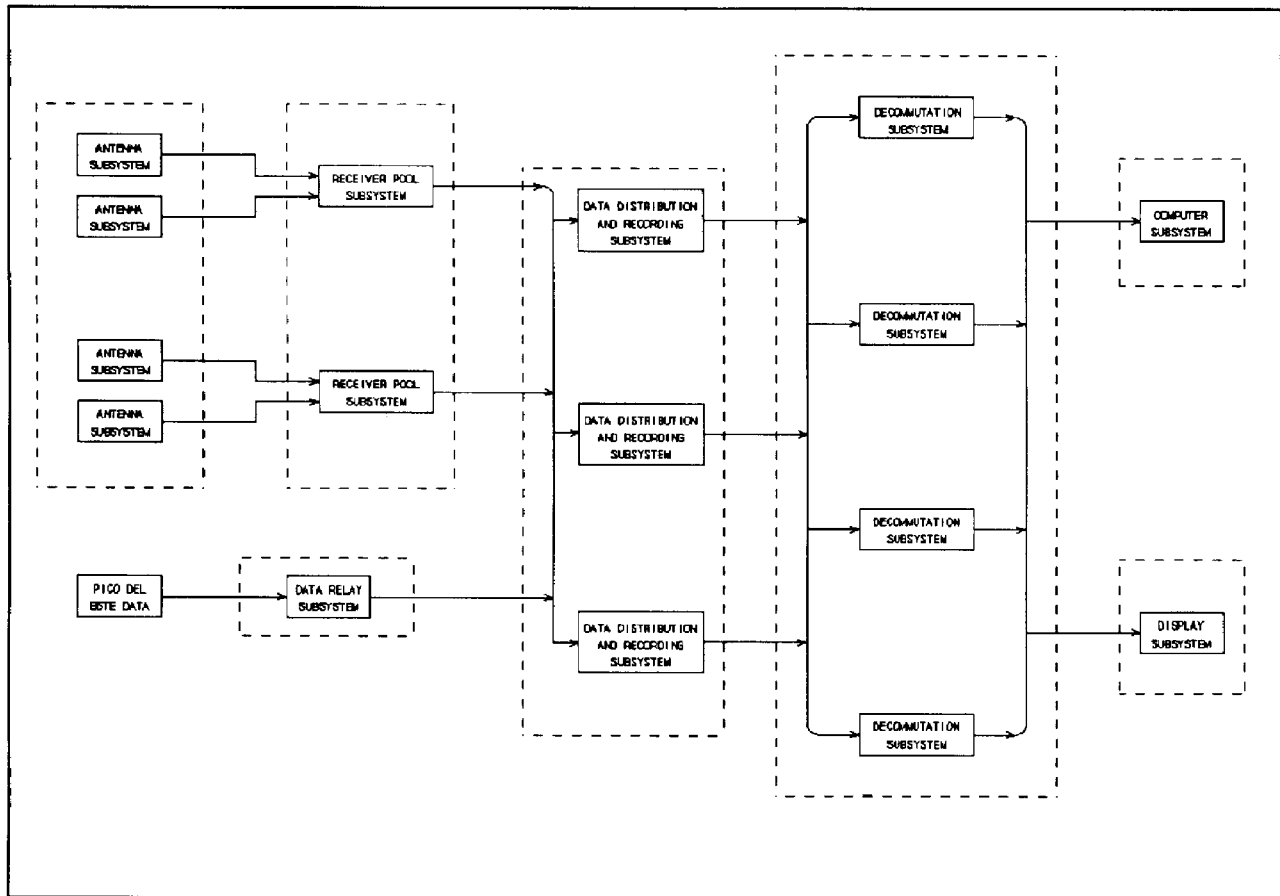 ANTENNA
SUBSYSTEM
ANTENNA
SUBSYSTEM
ANTENNA
SUBSYSTEM
ANTENNA
SUBSYSTEM
PICO DEL
ESTE DATA
RECEIVER POOL
SUBSYSTEM
RECEIVER POOL
SUBSYSTEM
DATA RELAY
SUBSYSTEM
DATA DISTRIBUTION
AND RECORDING
SUBSYSTEM
DATA DISTRIBUTION
AND RECORDING
SUBSYSTEM
DATA DISTRIBUTION
AND RECORDING
SUBSYSTEM
DECOMMUTATION
SUBSYSTEM
DECOMMUTATION
SUBSYSTEM
DECOMMUTATION
SUBSYSTEM
DECOMMUTATION
SUBSYSTEM
COMPUTER
SUBSYSTEM
DISPLAY
SUBSYSTEM